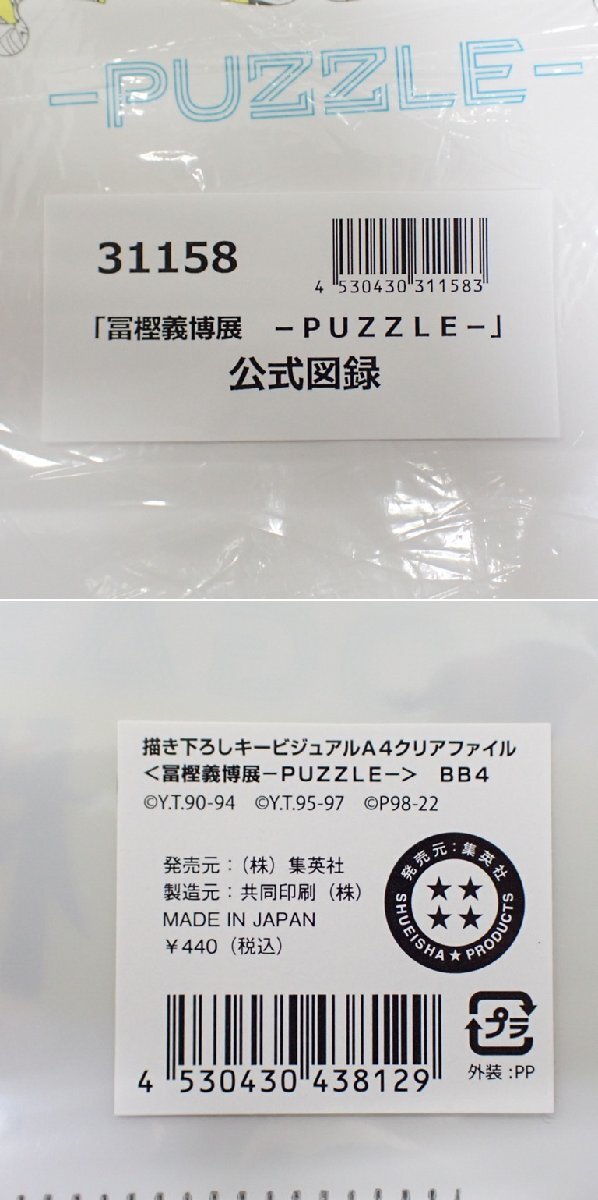 -PUZZLE-
31158
4 530430 311583
「冨樫義博展　－ＰＵＺＺＬＥ－」
公式図録
描き下ろしキービジュアルA4クリアファイル
＜冨樫義博展－PUZZLE－＞　BB4
©Y.T.90-94　©Y.T.95-97　©P98-22
発売元：（株）集英社
製造元：共同印刷（株）
MADE IN JAPAN
￥440（税込）
発売元：集英社
SHUEISHA★PRODUCTS
4 530430 438129
プラ
外装：PP